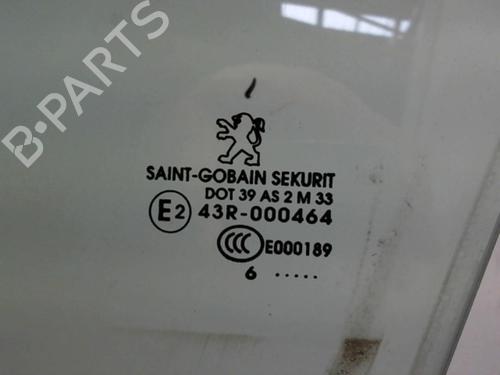 B-PARTS
SAINT-GOBAIN SEKURIT
DOT 39 AS 2 M 33
E2 43R-000464
CCC E000189
6 .....